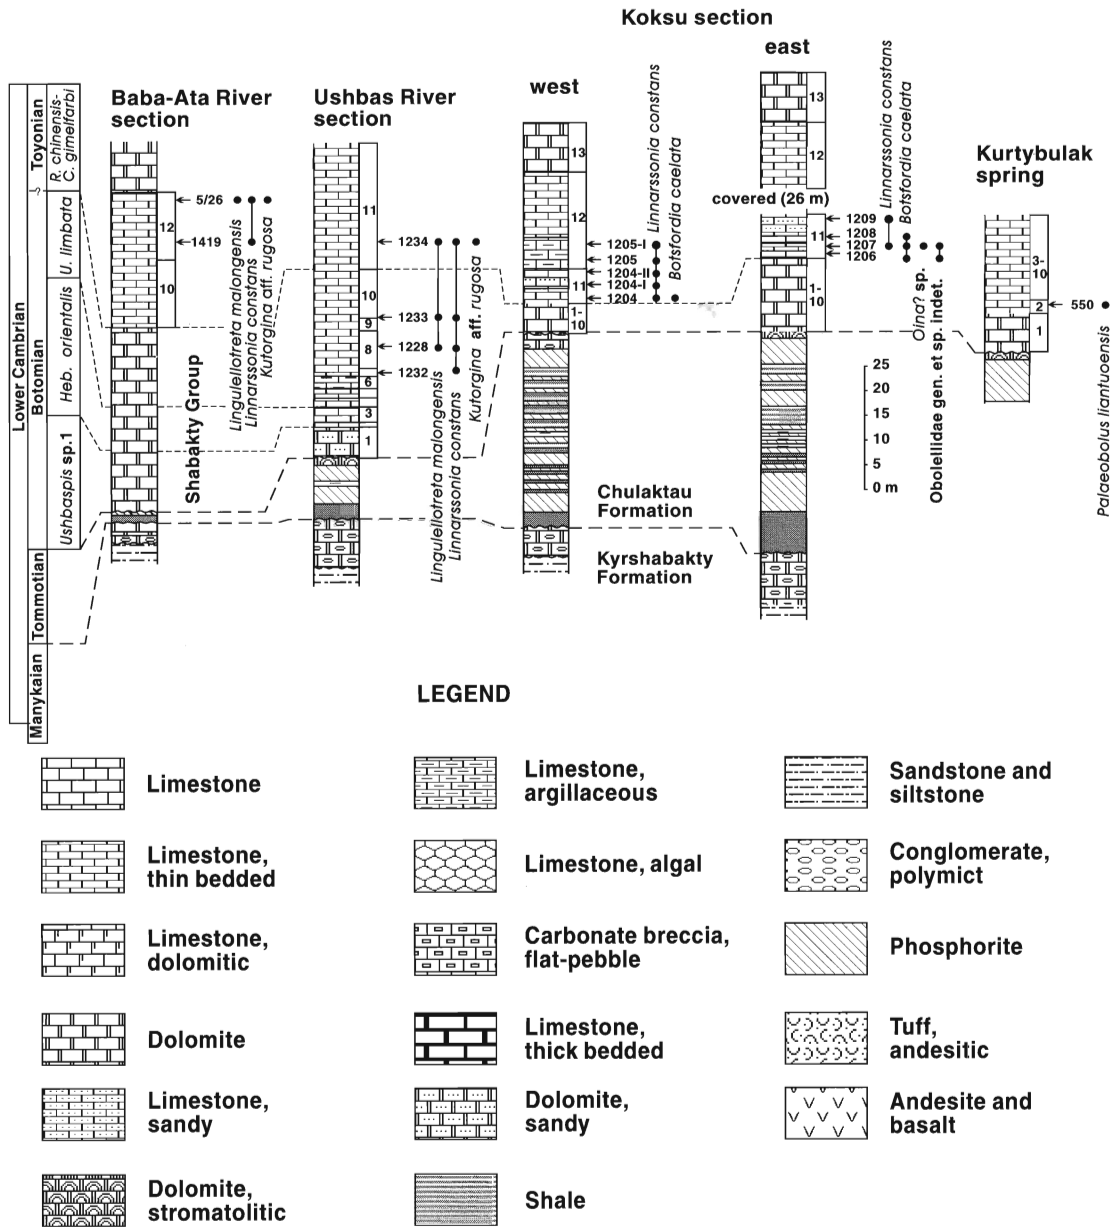 Koksu section
east
west
Baba-Ata River
section
Ushbas River
section
Kurtybulak
spring
Lower Cambrian
Toyonian
Botomian
Tommotian
Manykaian
R. chinensis-
C. gimelfarbi
U. limbata
Heb. orientalis
Ushbaspis sp.1
12
10
5/26
1419
Lingulellotreta malongensis
Linnarssonia constans
Kutorgina aff. rugosa
Shabakty Group
11
10
9
8
6
3
1
1234
1233
1228
1232
Lingulellotreta malongensis
Linnarssonia constans
Kutorgina aff. rugosa
13
12
11
1-
10
1205-I
1205
1204-II
1204-I
1204
Linnarssonia constans
Botsfordia caelata
13
12
covered (26 m)
11
1-
10
1209
1208
1207
1206
Linnarssonia constans
Botsfordia caelata
Oina? sp.
Obolellidae gen. et sp. indet.
25
20
15
10
5
0 m
3-
10
2
1
550
Palaeobolus liantuoensis
Chulaktau
Formation
Kyrshabakty
Formation
LEGEND
Limestone
Limestone,
thin bedded
Limestone,
dolomitic
Dolomite
Limestone,
sandy
Dolomite,
stromatolitic
Limestone,
argillaceous
Limestone, algal
Carbonate breccia,
flat-pebble
Limestone,
thick bedded
Dolomite,
sandy
Shale
Sandstone and
siltstone
Conglomerate,
polymict
Phosphorite
Tuff,
andesitic
Andesite and
basalt